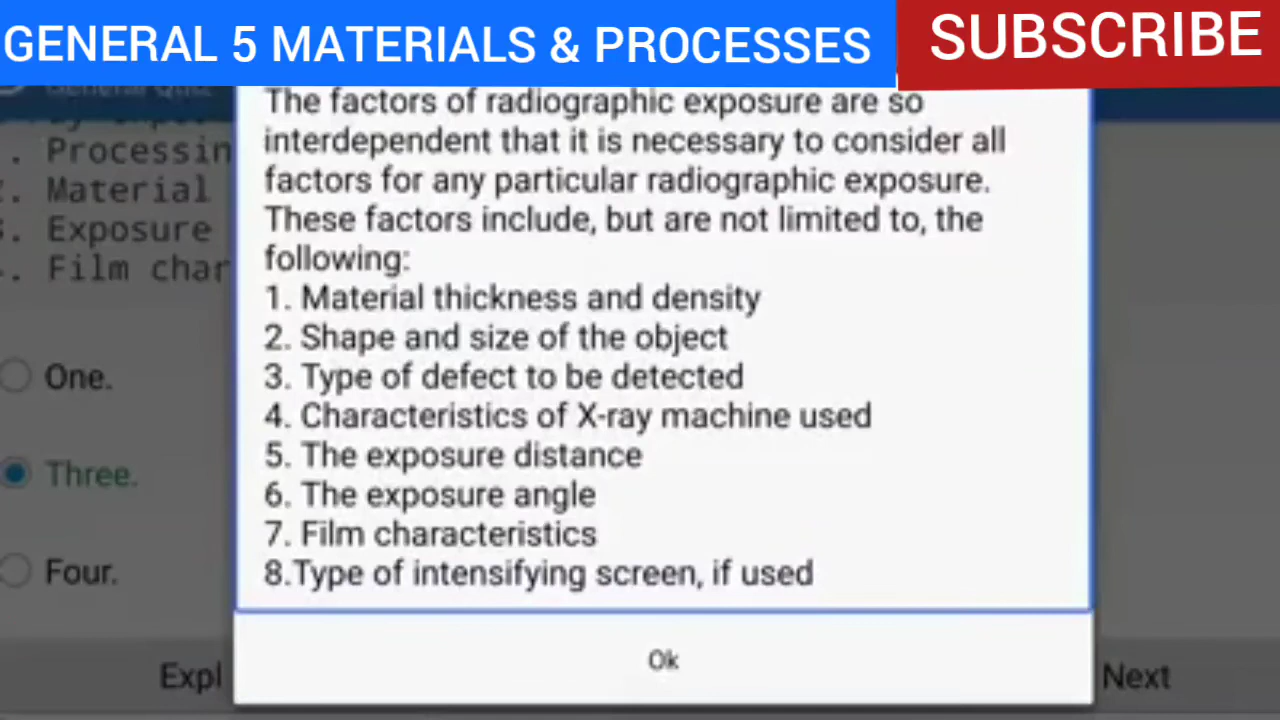 GENERAL 5 MATERIALS & PROCESSES
SUBSCRIBE
The factors of radiographic exposure are so
interdependent that it is necessary to consider all
factors for any particular radiographic exposure.
These factors include, but are not limited to, the
following:
1. Material thickness and density
2. Shape and size of the object
3. Type of defect to be detected
4. Characteristics of X-ray machine used
5. The exposure distance
6. The exposure angle
7. Film characteristics
8.Type of intensifying screen, if used
Ok
. Processin
. Material
. Exposure
. Film char
One.
Three.
Four.
Expl
Next